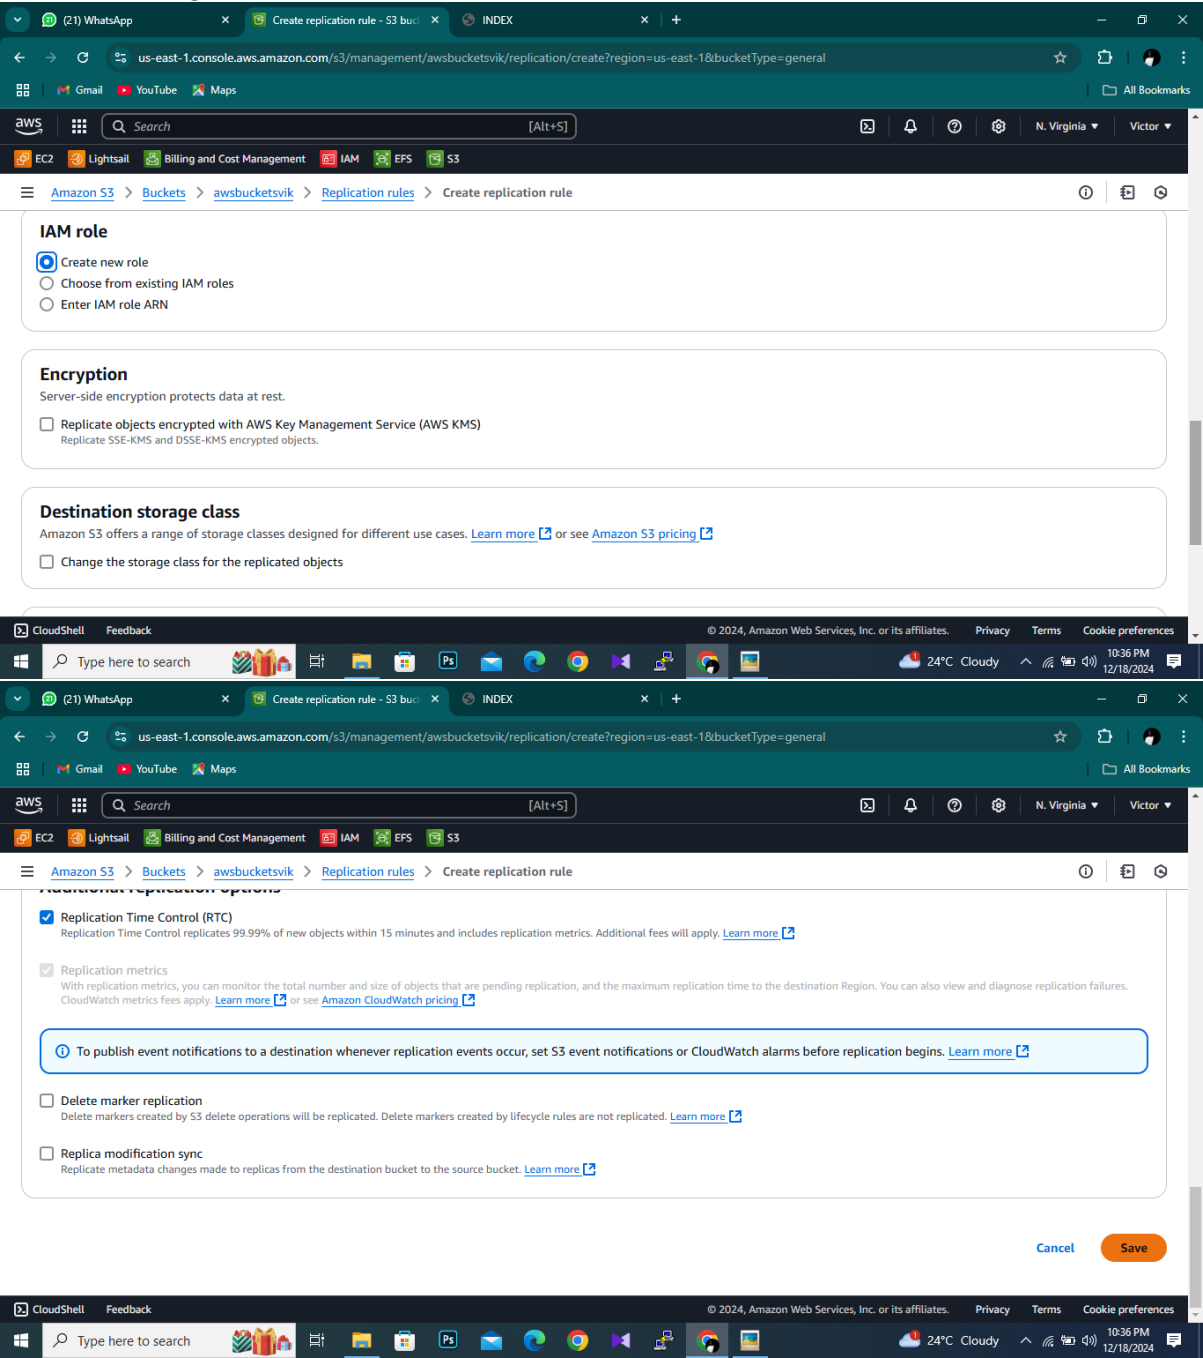 (21) WhatsApp
Create replication rule - S3 buc
INDEX
us-east-1.console.aws.amazon.com/s3/management/awsbucketsvik/replication/create?region=us-east-1&bucketType=general
Gmail YouTube Maps All Bookmarks
aws Search [Alt+S] N. Virginia ▼ Victor ▼
EC2 Lightsail Billing and Cost Management IAM EFS S3
Amazon S3 > Buckets > awsbucketsvik > Replication rules > Create replication rule
IAM role
Create new role
Choose from existing IAM roles
Enter IAM role ARN
Encryption
Server-side encryption protects data at rest.
Replicate objects encrypted with AWS Key Management Service (AWS KMS)
Replicate SSE-KMS and DSSE-KMS encrypted objects.
Destination storage class
Amazon S3 offers a range of storage classes designed for different use cases. Learn more or see Amazon S3 pricing
Change the storage class for the replicated objects
CloudShell Feedback © 2024, Amazon Web Services, Inc. or its affiliates. Privacy Terms Cookie preferences
Type here to search Ps 24°C Cloudy 10:36 PM
12/18/2024
(21) WhatsApp
Create replication rule - S3 buc
INDEX
us-east-1.console.aws.amazon.com/s3/management/awsbucketsvik/replication/create?region=us-east-1&bucketType=general
Gmail YouTube Maps All Bookmarks
aws Search [Alt+S] N. Virginia ▼ Victor ▼
EC2 Lightsail Billing and Cost Management IAM EFS S3
Amazon S3 > Buckets > awsbucketsvik > Replication rules > Create replication rule
Additional replication options
Replication Time Control (RTC)
Replication Time Control replicates 99.99% of new objects within 15 minutes and includes replication metrics. Additional fees will apply. Learn more
Replication metrics
With replication metrics, you can monitor the total number and size of objects that are pending replication, and the maximum replication time to the destination Region. You can also view and diagnose replication failures.
CloudWatch metrics fees apply. Learn more or see Amazon CloudWatch pricing
To publish event notifications to a destination whenever replication events occur, set S3 event notifications or CloudWatch alarms before replication begins. Learn more
Delete marker replication
Delete markers created by S3 delete operations will be replicated. Delete markers created by lifecycle rules are not replicated. Learn more
Replica modification sync
Replicate metadata changes made to replicas from the destination bucket to the source bucket. Learn more
Cancel Save
CloudShell Feedback © 2024, Amazon Web Services, Inc. or its affiliates. Privacy Terms Cookie preferences
Type here to search Ps 24°C Cloudy 10:36 PM
12/18/2024